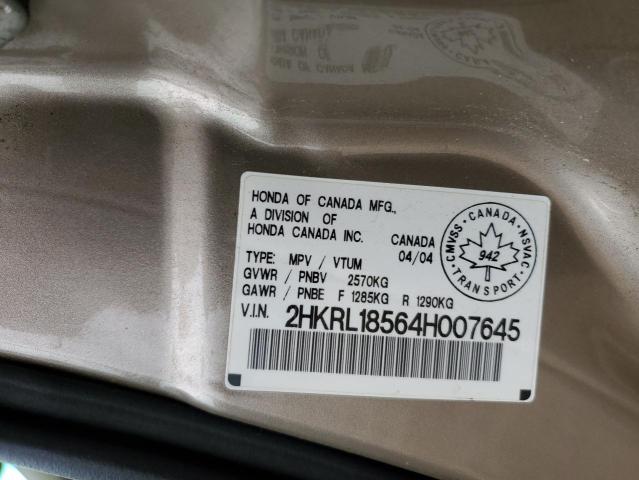 HONDA OF CANADA MFG.,
A DIVISION OF
HONDA CANADA INC. CANADA
04/04
TYPE: MPV / VTUM
GVWR / PNBV 2570KG
GAWR / PNBE F 1285KG R 1290KG
V.I.N. 2HKRL18564H007645
CMVSS · CANADA · NSVAC
942
TRANSPORT